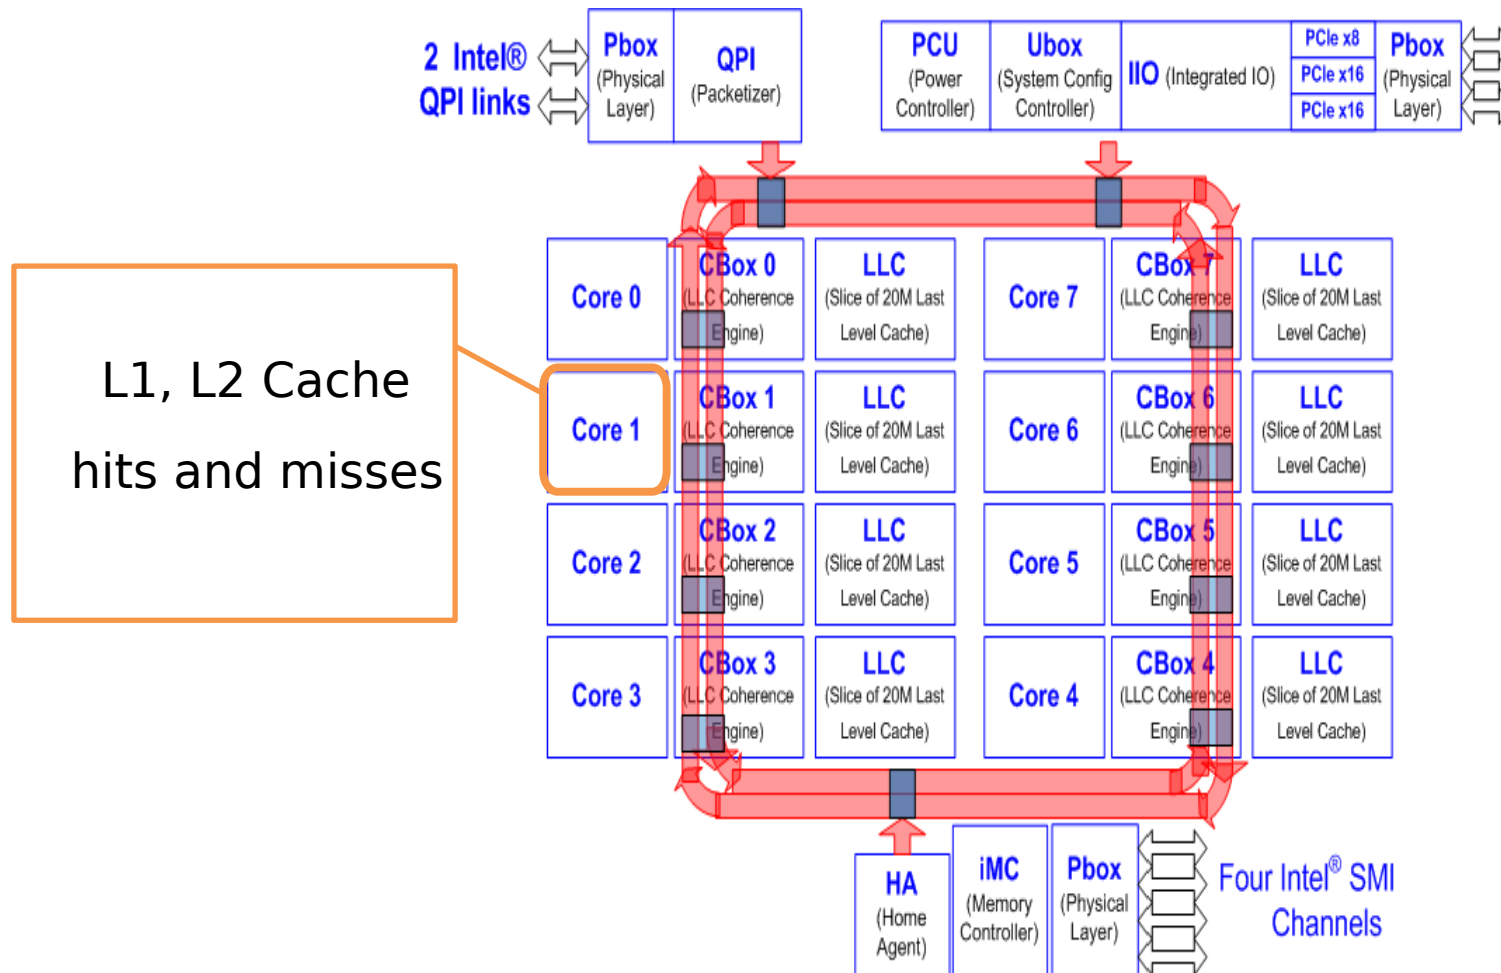 2 Intel®
QPI links
Pbox
(Physical
Layer)
QPI
(Packetizer)
PCU
(Power
Controller)
Ubox
(System Config
Controller)
IIO (Integrated IO)
PCIe x8
PCIe x16
PCIe x16
Pbox
(Physical
Layer)
L1, L2 Cache
hits and misses
Core 0
CBox 0
(LLC Coherence
Engine)
LLC
(Slice of 20M Last
Level Cache)
Core 7
CBox 7
(LLC Coherence
Engine)
LLC
(Slice of 20M Last
Level Cache)
Core 1
CBox 1
(LLC Coherence
Engine)
LLC
(Slice of 20M Last
Level Cache)
Core 6
CBox 6
(LLC Coherence
Engine)
LLC
(Slice of 20M Last
Level Cache)
Core 2
CBox 2
(LLC Coherence
Engine)
LLC
(Slice of 20M Last
Level Cache)
Core 5
CBox 5
(LLC Coherence
Engine)
LLC
(Slice of 20M Last
Level Cache)
Core 3
CBox 3
(LLC Coherence
Engine)
LLC
(Slice of 20M Last
Level Cache)
Core 4
CBox 4
(LLC Coherence
Engine)
LLC
(Slice of 20M Last
Level Cache)
HA
(Home
Agent)
iMC
(Memory
Controller)
Pbox
(Physical
Layer)
Four Intel® SMI
Channels